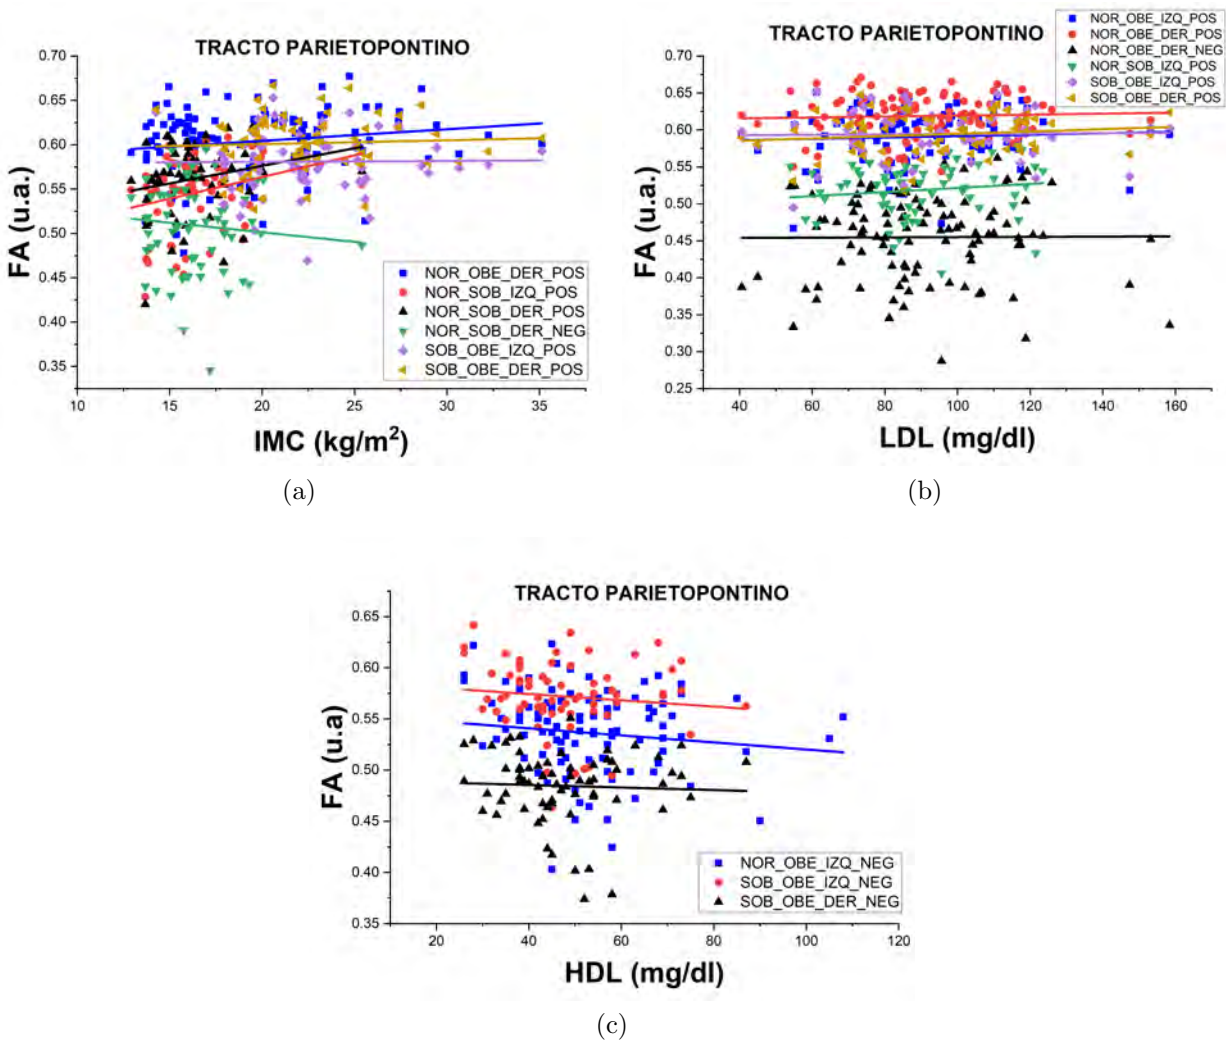 TRACTO PARIETOPONTINO
0.70
0.65
0.60
0.55
0.50
0.45
0.40
0.35
FA (u.a.)
NOR_OBE_DER_POS
NOR_SOB_IZQ_POS
NOR_SOB_DER_POS
NOR_SOB_DER_NEG
SOB_OBE_IZQ_POS
SOB_OBE_DER_POS
10 15 20 25 30 35
IMC (kg/m²)
(a)
TRACTO PARIETOPONTINO
NOR_OBE_IZQ_POS
NOR_OBE_DER_POS
NOR_OBE_DER_NEG
NOR_SOB_IZQ_POS
SOB_OBE_IZQ_POS
SOB_OBE_DER_POS
0.70
0.65
0.60
0.55
0.50
0.45
0.40
0.35
0.30
0.25
FA (u.a.)
40 60 80 100 120 140 160
LDL (mg/dl)
(b)
TRACTO PARIETOPONTINO
0.65
0.60
0.55
0.50
0.45
0.40
0.35
FA (u.a)
NOR_OBE_IZQ_NEG
SOB_OBE_IZQ_NEG
SOB_OBE_DER_NEG
20 40 60 80 100 120
HDL (mg/dl)
(c)